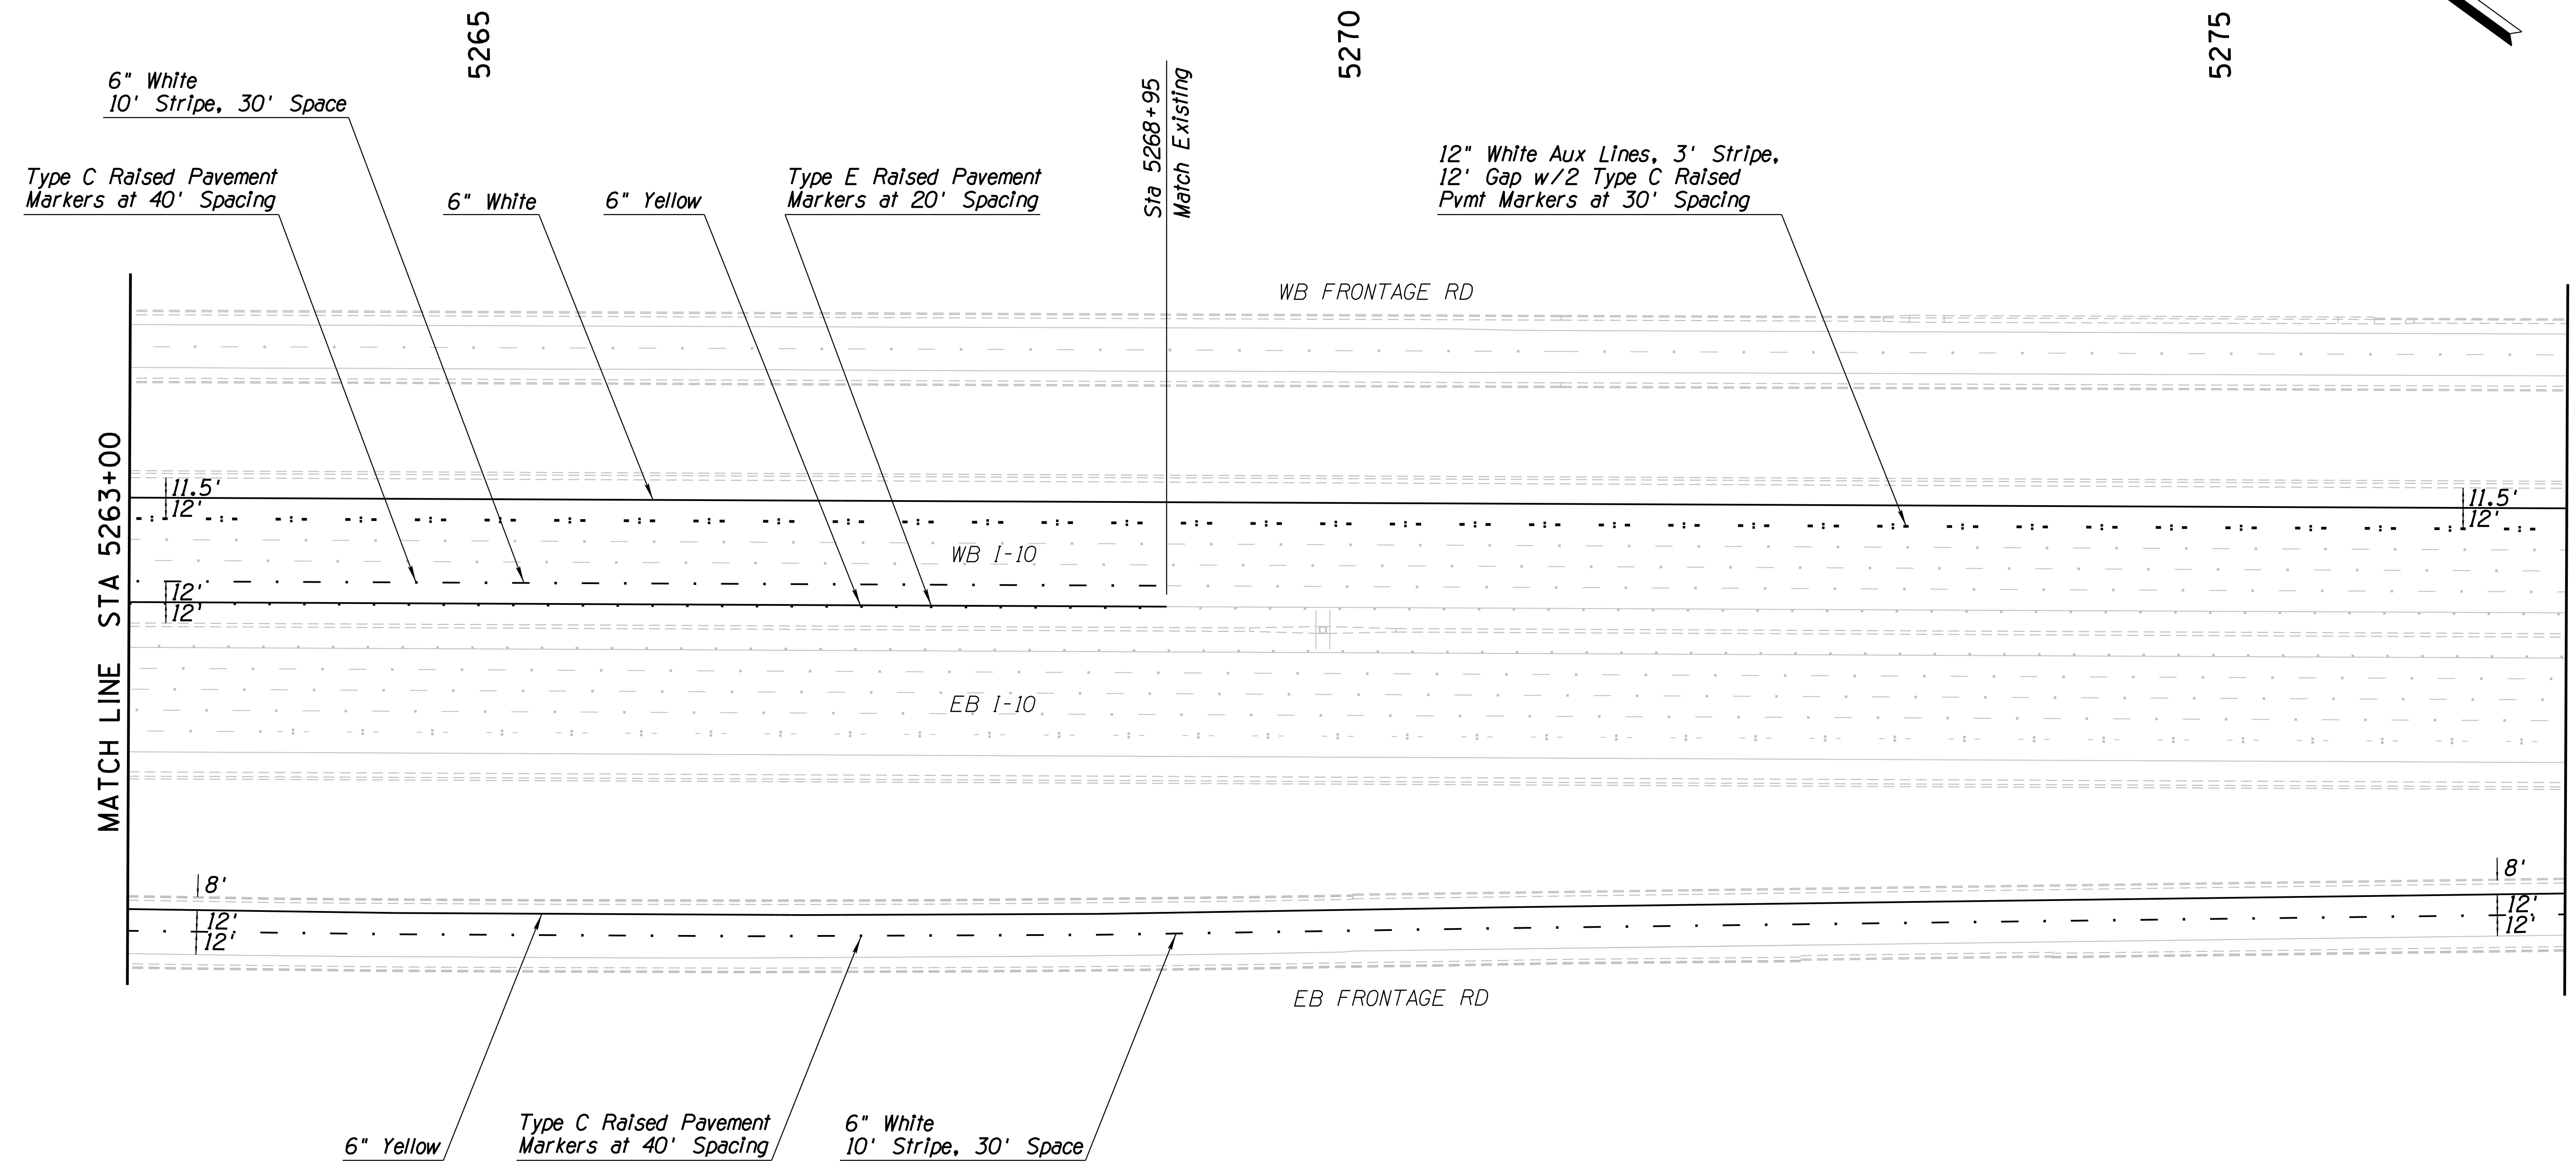 5265
5270
5275
6" White
10' Stripe, 30' Space
Type C Raised Pavement
Markers at 40' Spacing
6" White
6" Yellow
Type E Raised Pavement
Markers at 20' Spacing
Sta 5268+95
Match Existing
12" White Aux Lines, 3' Stripe,
12' Gap w/2 Type C Raised
Pvmt Markers at 30' Spacing
WB FRONTAGE RD
MATCH LINE STA 5263+00
11.5'
12'
11.5'
12'
WB I-10
12'
12'
EB I-10
8'
12'
12'
8'
12'
12'
EB FRONTAGE RD
6" Yellow
Type C Raised Pavement
Markers at 40' Spacing
6" White
10' Stripe, 30' Space